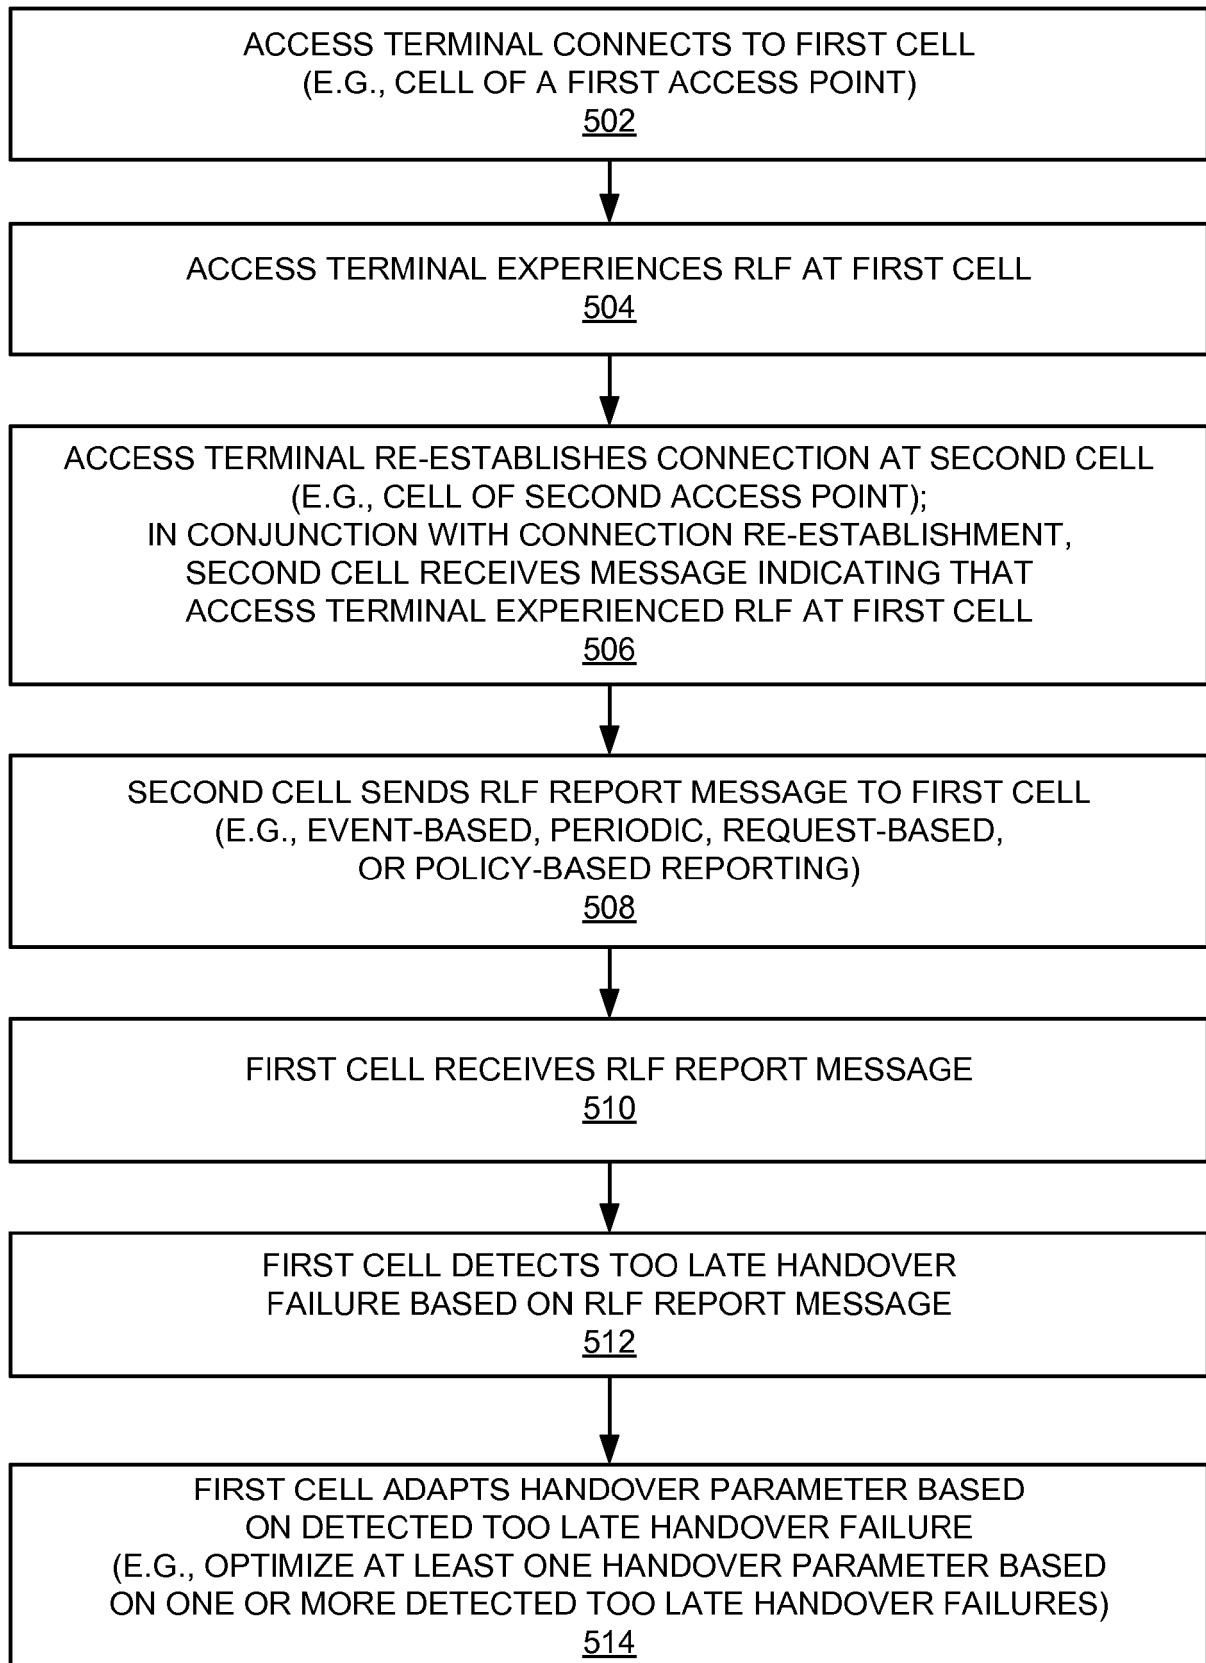 ACCESS TERMINAL CONNECTS TO FIRST CELL
(E.G., CELL OF A FIRST ACCESS POINT)
502
ACCESS TERMINAL EXPERIENCES RLF AT FIRST CELL
504
ACCESS TERMINAL RE-ESTABLISHES CONNECTION AT SECOND CELL
(E.G., CELL OF SECOND ACCESS POINT);
IN CONJUNCTION WITH CONNECTION RE-ESTABLISHMENT,
SECOND CELL RECEIVES MESSAGE INDICATING THAT
ACCESS TERMINAL EXPERIENCED RLF AT FIRST CELL
506
SECOND CELL SENDS RLF REPORT MESSAGE TO FIRST CELL
(E.G., EVENT-BASED, PERIODIC, REQUEST-BASED,
OR POLICY-BASED REPORTING)
508
FIRST CELL RECEIVES RLF REPORT MESSAGE
510
FIRST CELL DETECTS TOO LATE HANDOVER
FAILURE BASED ON RLF REPORT MESSAGE
512
FIRST CELL ADAPTS HANDOVER PARAMETER BASED
ON DETECTED TOO LATE HANDOVER FAILURE
(E.G., OPTIMIZE AT LEAST ONE HANDOVER PARAMETER BASED
ON ONE OR MORE DETECTED TOO LATE HANDOVER FAILURES)
514